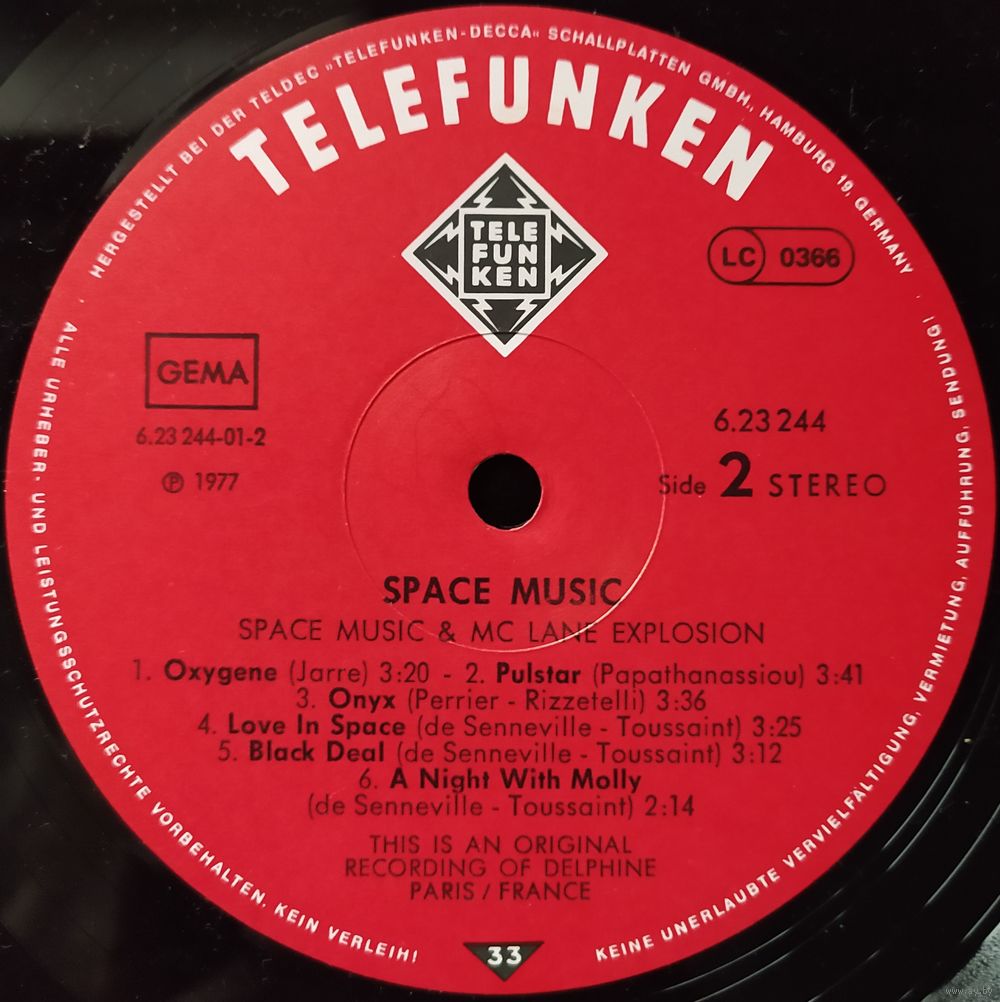 HERGESTELLT BEI DER TELDEC »TELEFUNKEN-DECCA« SCHALLPLATTEN GMBH., HAMBURG 19, GERMANY
TELEFUNKEN
TELE
FUN
KEN
LC 0366
GEMA
6.23 244-01-2
℗ 1977
6.23 244
Side 2 STEREO
SPACE MUSIC
SPACE MUSIC & MC LANE EXPLOSION
1. Oxygene (Jarre) 3:20 - 2. Pulstar (Papathanassiou) 3:41
3. Onyx (Perrier - Rizzetelli) 3:36
4. Love In Space (de Senneville - Toussaint) 3:25
5. Black Deal (de Senneville - Toussaint) 3:12
6. A Night With Molly
(de Senneville - Toussaint) 2:14
THIS IS AN ORIGINAL
RECORDING OF DELPHINE
PARIS / FRANCE
ALLE URHEBER- UND LEISTUNGSSCHUTZRECHTE VORBEHALTEN, KEIN VERLEIH!
33
KEINE UNERLAUBTE VERVIELFÄLTIGUNG, VERMIETUNG, AUFFÜHRUNG, SENDUNG!
www.ay.by